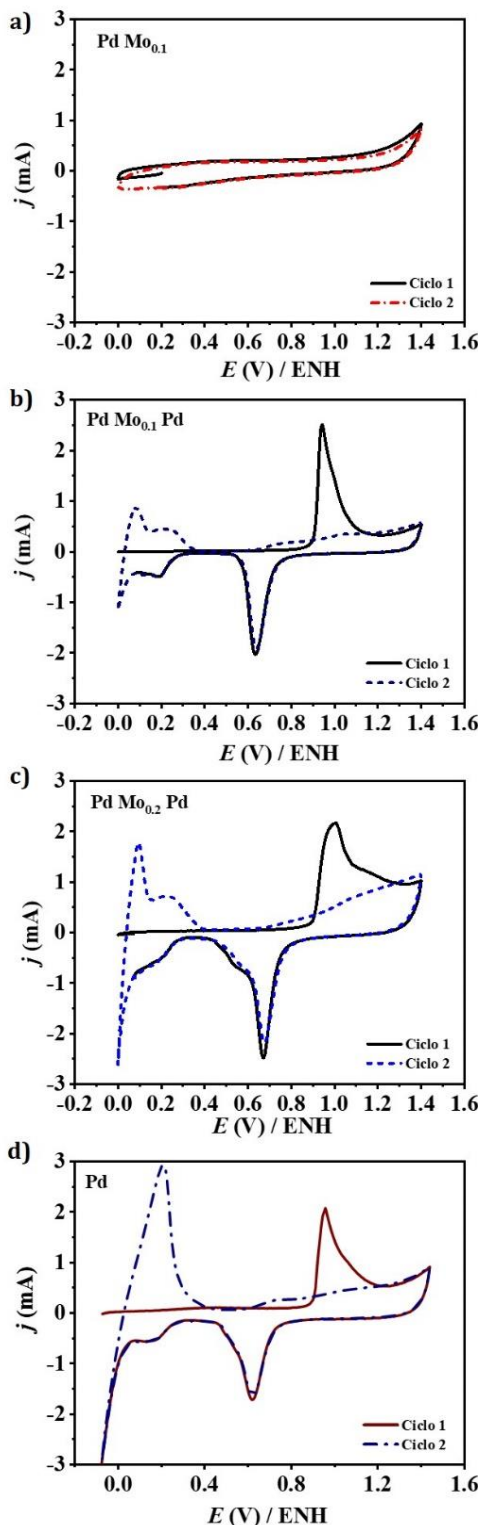 a)
Pd Mo0.1
3
2
1
0
-1
-2
-3
j (mA)
Ciclo 1
Ciclo 2
-0.2 0.0 0.2 0.4 0.6 0.8 1.0 1.2 1.4 1.6
E (V) / ENH
b)
Pd Mo0.1 Pd
3
2
1
0
-1
-2
-3
j (mA)
Ciclo 1
Ciclo 2
-0.2 0.0 0.2 0.4 0.6 0.8 1.0 1.2 1.4 1.6
E (V) / ENH
c)
Pd Mo0.2 Pd
3
2
1
0
-1
-2
-3
j (mA)
Ciclo 1
Ciclo 2
-0.2 0.0 0.2 0.4 0.6 0.8 1.0 1.2 1.4 1.6
E (V) / ENH
d)
Pd
3
2
1
0
-1
-2
-3
j (mA)
Ciclo 1
Ciclo 2
0.0 0.4 0.8 1.2 1.6
E (V) / ENH